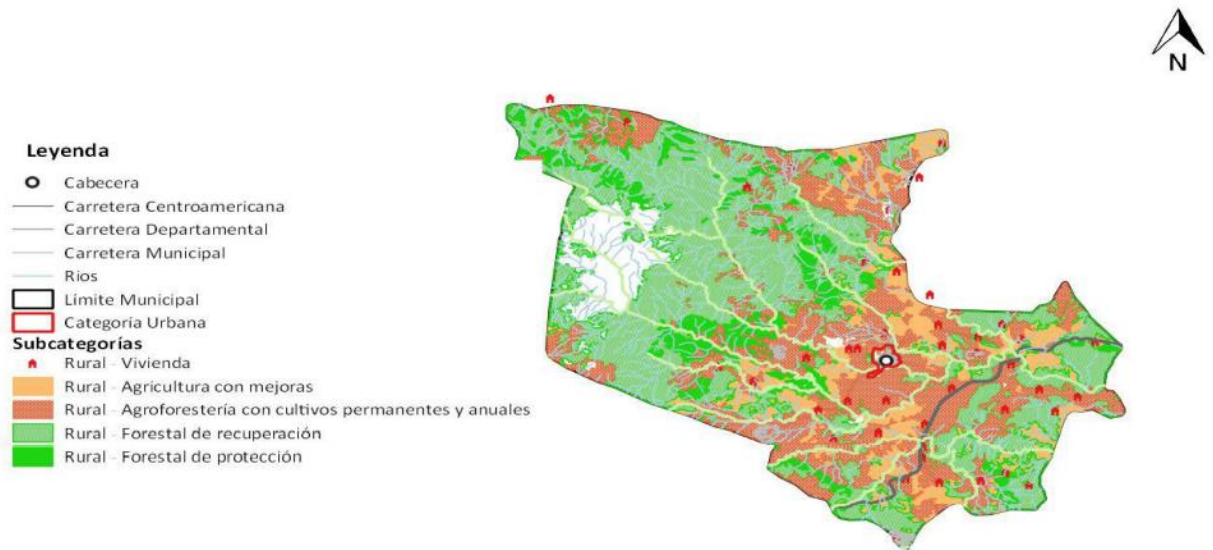 N
Leyenda
Cabecera
Carretera Centroamericana
Carretera Departamental
Carretera Municipal
Rios
Límite Municipal
Categoría Urbana
Subcategorías
Rural - Vivienda
Rural - Agricultura con mejoras
Rural - Agroforestería con cultivos permanentes y anuales
Rural - Forestal de recuperación
Rural - Forestal de protección